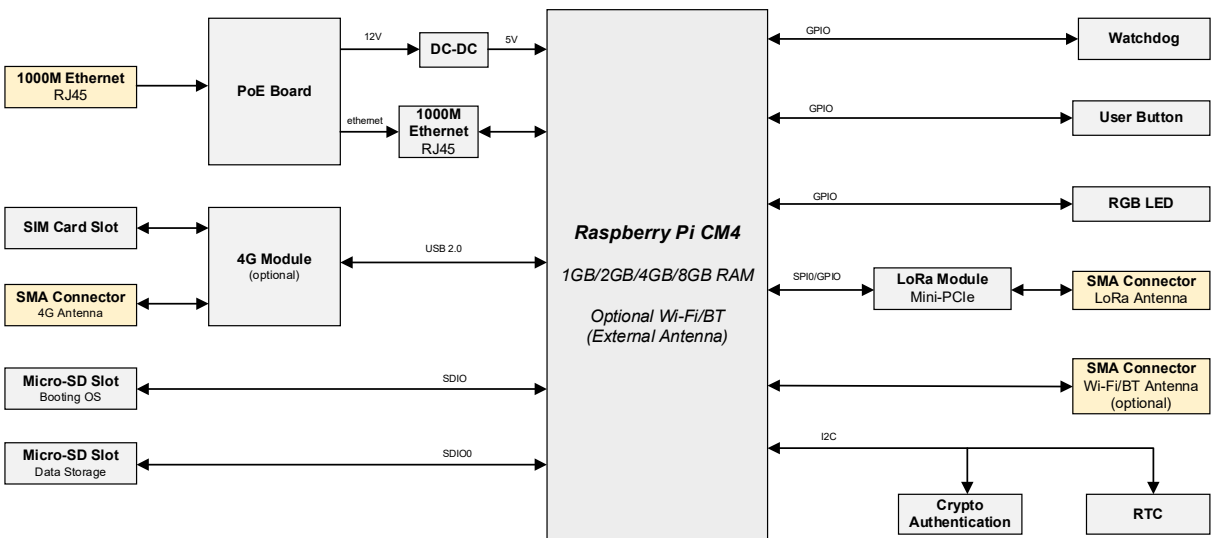 1000M Ethernet
RJ45
PoE Board
12V
DC-DC
5V
ethernet
1000M
Ethernet
RJ45
SIM Card Slot
SMA Connector
4G Antenna
4G Module
(optional)
USB 2.0
Micro-SD Slot
Booting OS
SDIO
Micro-SD Slot
Data Storage
SDIO0
Raspberry Pi CM4
1GB/2GB/4GB/8GB RAM
Optional Wi-Fi/BT
(External Antenna)
GPIO
Watchdog
GPIO
User Button
GPIO
RGB LED
SPI0/GPIO
LoRa Module
Mini-PCIe
SMA Connector
LoRa Antenna
SMA Connector
Wi-Fi/BT Antenna
(optional)
I2C
Crypto
Authentication
RTC